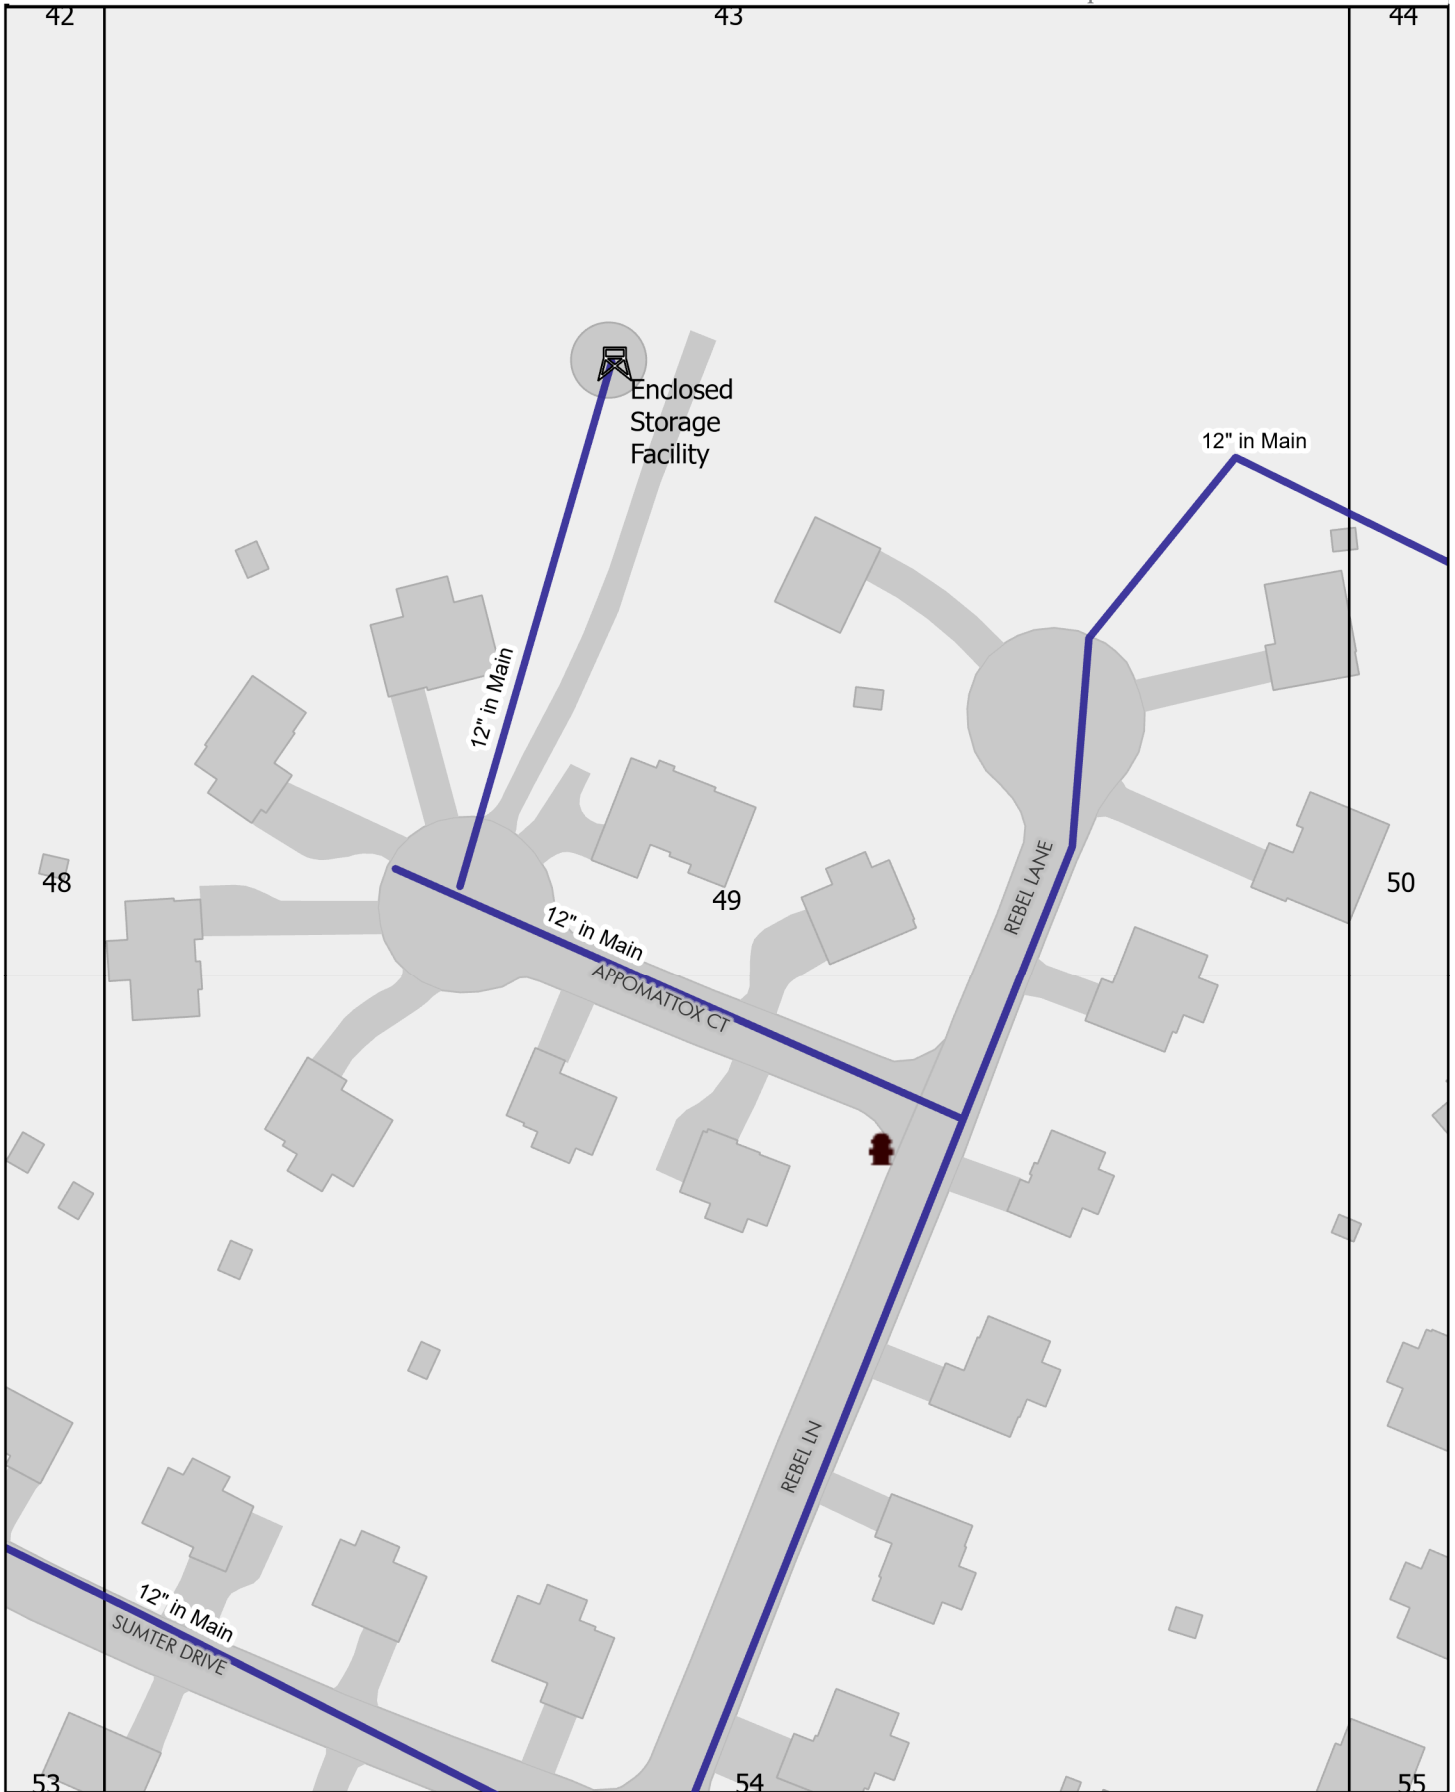 42
43
44
Enclosed
Storage
Facility
12" in Main
12" in Main
REBEL LANE
48
49
50
12" in Main
APPOMATTOX CT
REBEL LN
12" in Main
SUMTER DRIVE
53
54
55